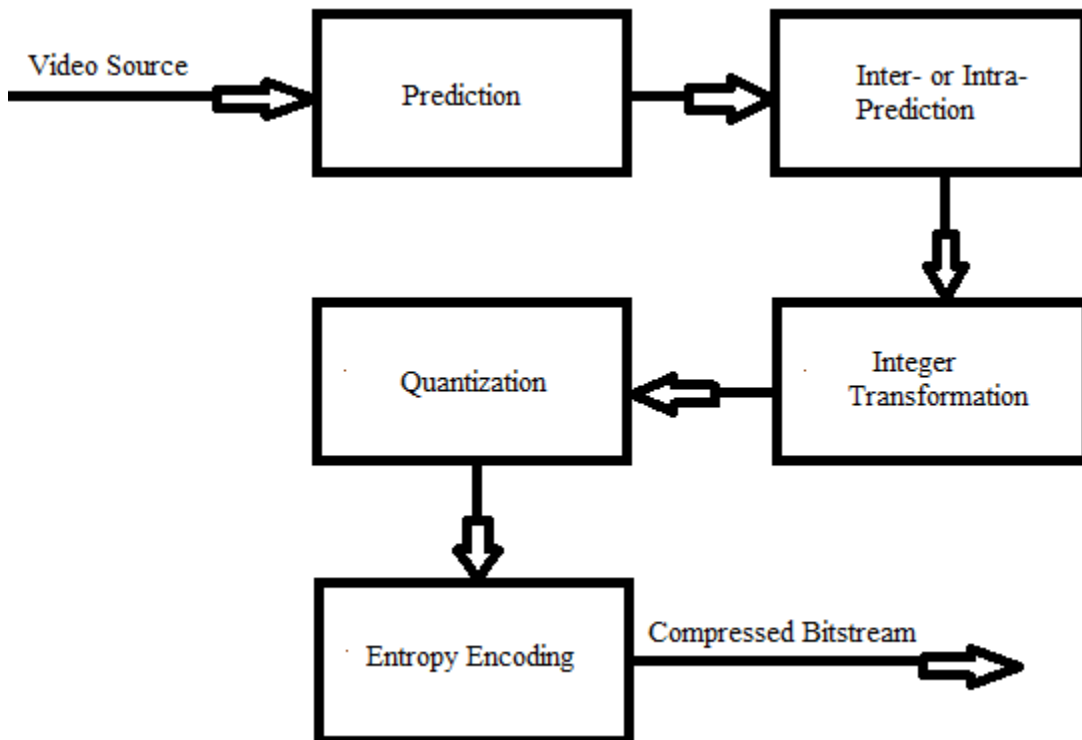 Video Source
Prediction
Inter- or Intra-
Prediction
Integer
Transformation
Quantization
Entropy Encoding
Compressed Bitstream